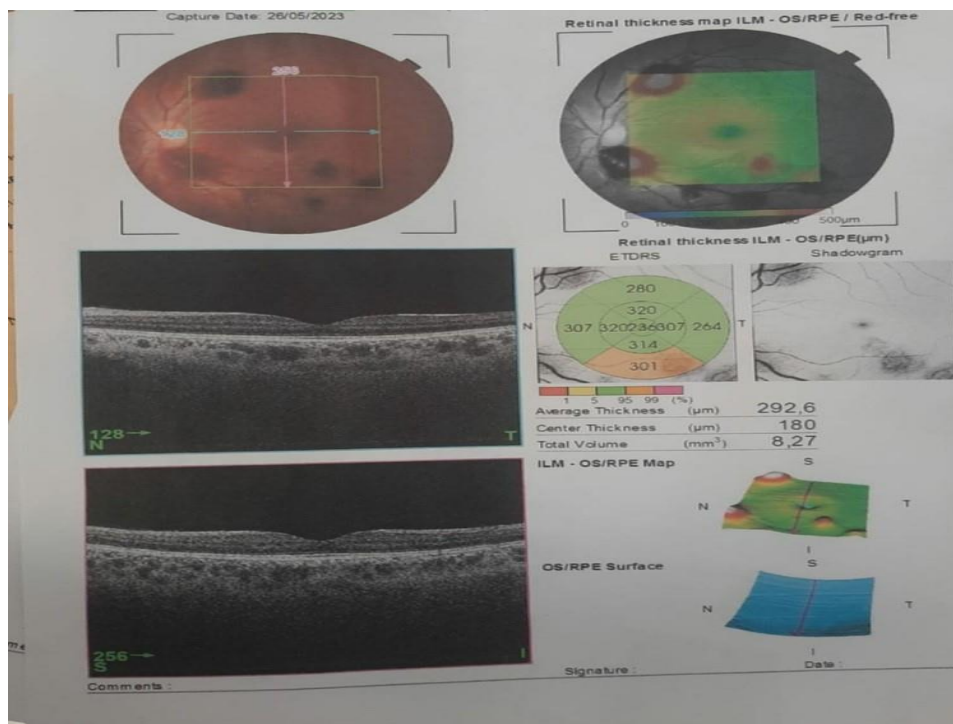 Capture Date: 26/05/2023
Retinal thickness map ILM - OS/RPE / Red-free
256
128
0
500µm
Retinal thickness ILM - OS/RPE(µm)
ETDRS
Shadowgram
280
320
N 307 320 236 307 264 T
314
301
1 5 95 99 (%)
Average Thickness (µm) 292,6
Center Thickness (µm) 180
Total Volume (mm³) 8,27
128
N T
ILM - OS/RPE Map
S
N T
I
OS/RPE Surface
S
N T
I
256
S I
Comments :
Signature :
Date :